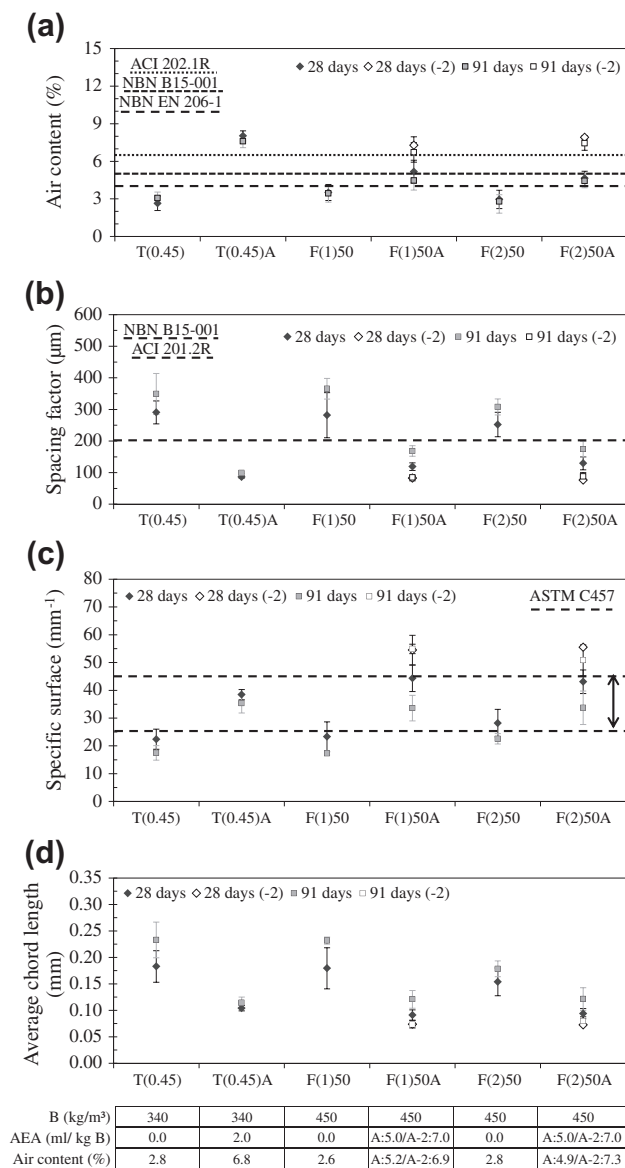 (a)
ACI 202.1R
NBN B15-001
NBN EN 206-1
28 days 28 days (-2) 91 days 91 days (-2)
Air content (%)
15
12
9
6
3
0
T(0.45) T(0.45)A F(1)50 F(1)50A F(2)50 F(2)50A
(b)
NBN B15-001
ACI 201.2R
28 days 28 days (-2) 91 days 91 days (-2)
Spacing factor (µm)
600
500
400
300
200
100
0
T(0.45) T(0.45)A F(1)50 F(1)50A F(2)50 F(2)50A
(c)
28 days 28 days (-2) 91 days 91 days (-2)
ASTM C457
Specific surface (mm⁻¹)
80
70
60
50
40
30
20
10
0
T(0.45) T(0.45)A F(1)50 F(1)50A F(2)50 F(2)50A
(d)
28 days 28 days (-2) 91 days 91 days (-2)
Average chord length
(mm)
0.35
0.30
0.25
0.20
0.15
0.10
0.05
0.00
T(0.45) T(0.45)A F(1)50 F(1)50A F(2)50 F(2)50A
B (kg/m³) 340 340 450 450 450 450
AEA (ml/ kg B) 0.0 2.0 0.0 A:5.0/A-2:7.0 0.0 A:5.0/A-2:7.0
Air content (%) 2.8 6.8 2.6 A:5.2/A-2:6.9 2.8 A:4.9/A-2:7.3